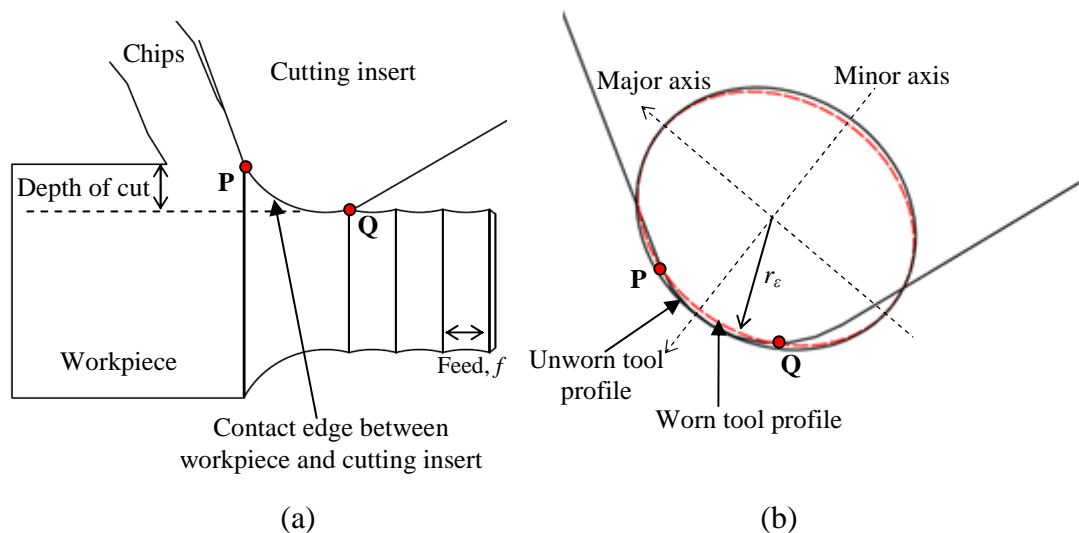 Chips
Cutting insert
P
Depth of cut
Q
Workpiece
Feed, f
Contact edge between
workpiece and cutting insert
(a)
Major axis
Minor axis
P
rε
Q
Unworn tool
profile
Worn tool profile
(b)